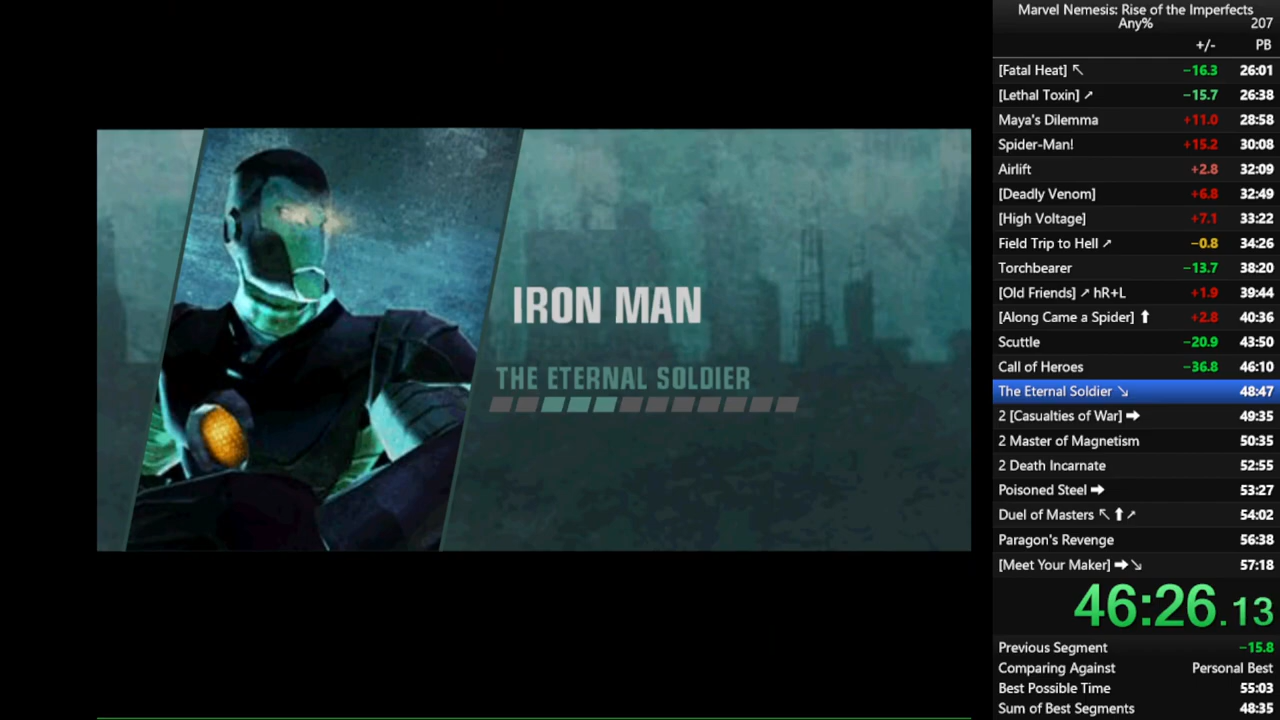 IRON MAN
THE ETERNAL SOLDIER
Marvel Nemesis: Rise of the Imperfects
Any% 207
+/- PB
[Fatal Heat] ↖ −16.3 26:01
[Lethal Toxin] ↗ −15.7 26:38
Maya's Dilemma +11.0 28:58
Spider-Man! +15.2 30:08
Airlift +2.8 32:09
[Deadly Venom] +6.8 32:49
[High Voltage] +7.1 33:22
Field Trip to Hell ↗ −0.8 34:26
Torchbearer −13.7 38:20
[Old Friends] ↗ hR+L +1.9 39:44
[Along Came a Spider] ⬆ +2.8 40:36
Scuttle −20.9 43:50
Call of Heroes −36.8 46:10
The Eternal Soldier ↘ 48:47
2 [Casualties of War] ➡ 49:35
2 Master of Magnetism 50:35
2 Death Incarnate 52:55
Poisoned Steel ➡ 53:27
Duel of Masters ↖⬆↗ 54:02
Paragon's Revenge 56:38
[Meet Your Maker] ➡↘ 57:18
46:26.13
Previous Segment −15.8
Comparing Against Personal Best
Best Possible Time 55:03
Sum of Best Segments 48:35